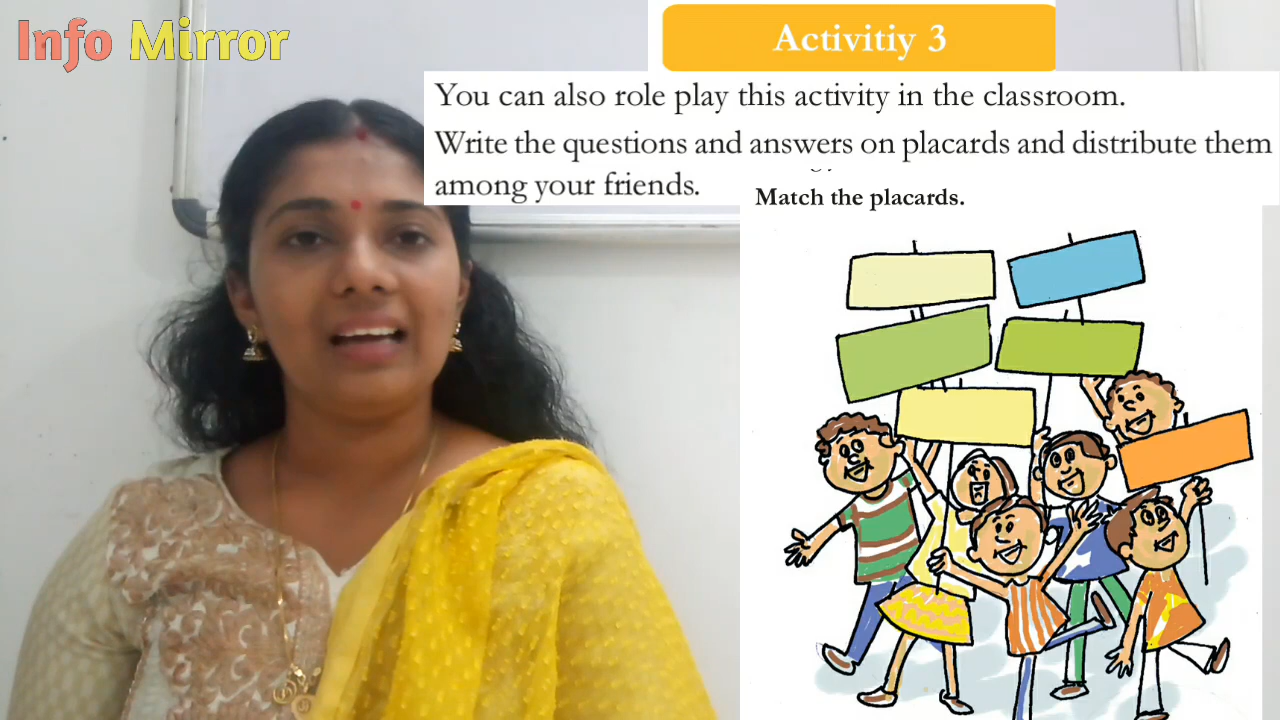 Info Mirror
Activitiy 3
You can also role play this activity in the classroom.
Write the questions and answers on placards and distribute them
among your friends.
Match the placards.